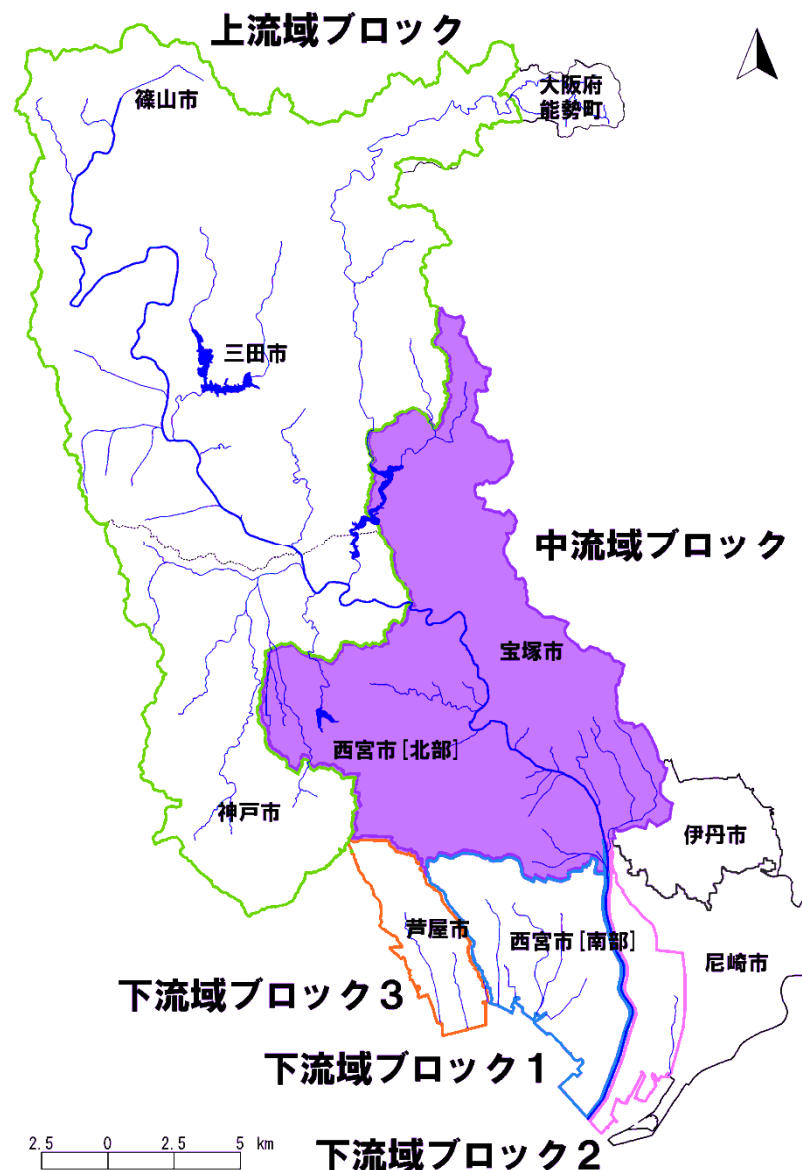 上流域ブロック
大阪府
能勢町
篠山市
三田市
中流域ブロック
宝塚市
西宮市[北部]
神戸市
伊丹市
芦屋市
西宮市[南部]
尼崎市
下流域ブロック3
下流域ブロック1
下流域ブロック2
2.5 0 2.5 5 km